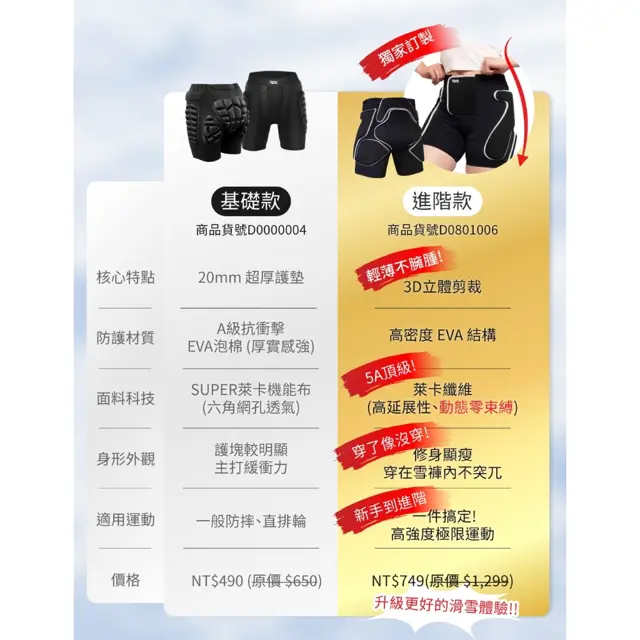 獨家訂製
基礎款
進階款
商品貨號D0000004
商品貨號D0801006
輕薄不臃腫!
核心特點
20mm 超厚護墊
3D立體剪裁
防護材質
A級抗衝擊
EVA泡棉 (厚實感強)
高密度 EVA 結構
5A頂級!
面料科技
SUPER萊卡機能布
(六角網孔透氣)
萊卡纖維
(高延展性、動態零束縛)
穿了像沒穿!
身形外觀
護塊較明顯
主打緩衝力
修身顯瘦
穿在雪褲內不突兀
新手到進階
適用運動
一般防摔、直排輪
一件搞定!
高強度極限運動
價格
NT$490 (原價 $650)
NT$749(原價 $1,299)
升級更好的滑雪體驗!!